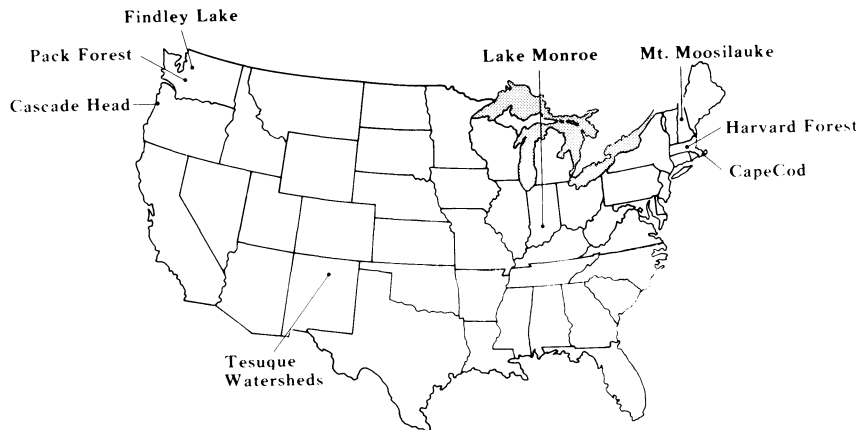 Findley Lake
Pack Forest
Cascade Head
Lake Monroe
Mt. Moosilauke
Harvard Forest
CapeCod
Tesuque
Watersheds